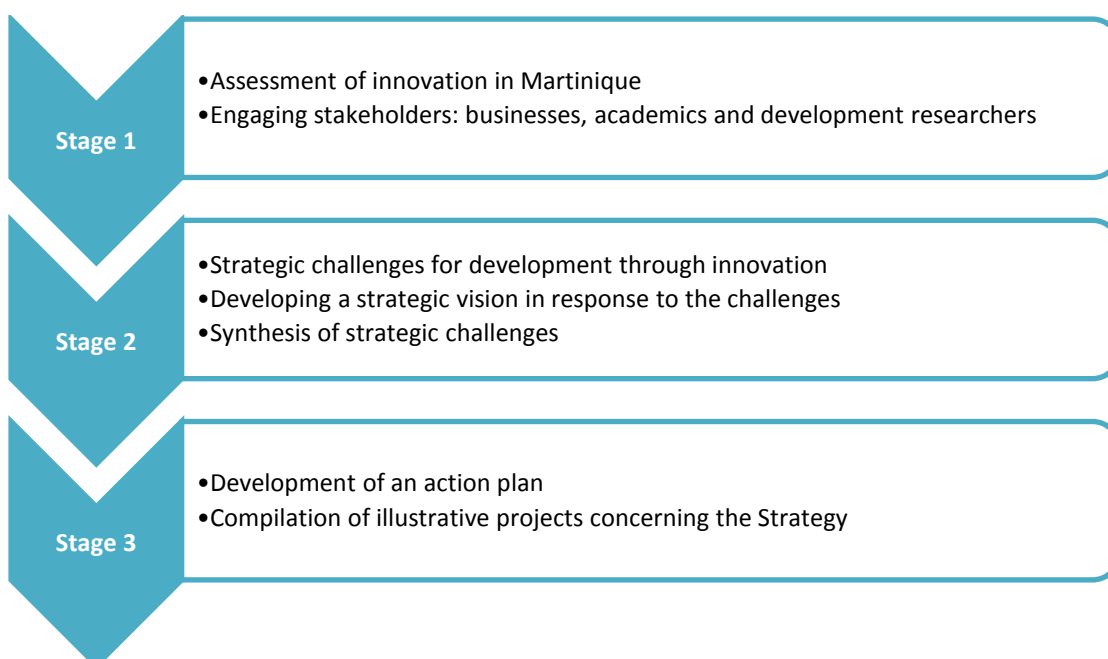 Stage 1
•Assessment of innovation in Martinique
•Engaging stakeholders: businesses, academics and development researchers
Stage 2
•Strategic challenges for development through innovation
•Developing a strategic vision in response to the challenges
•Synthesis of strategic challenges
Stage 3
•Development of an action plan
•Compilation of illustrative projects concerning the Strategy